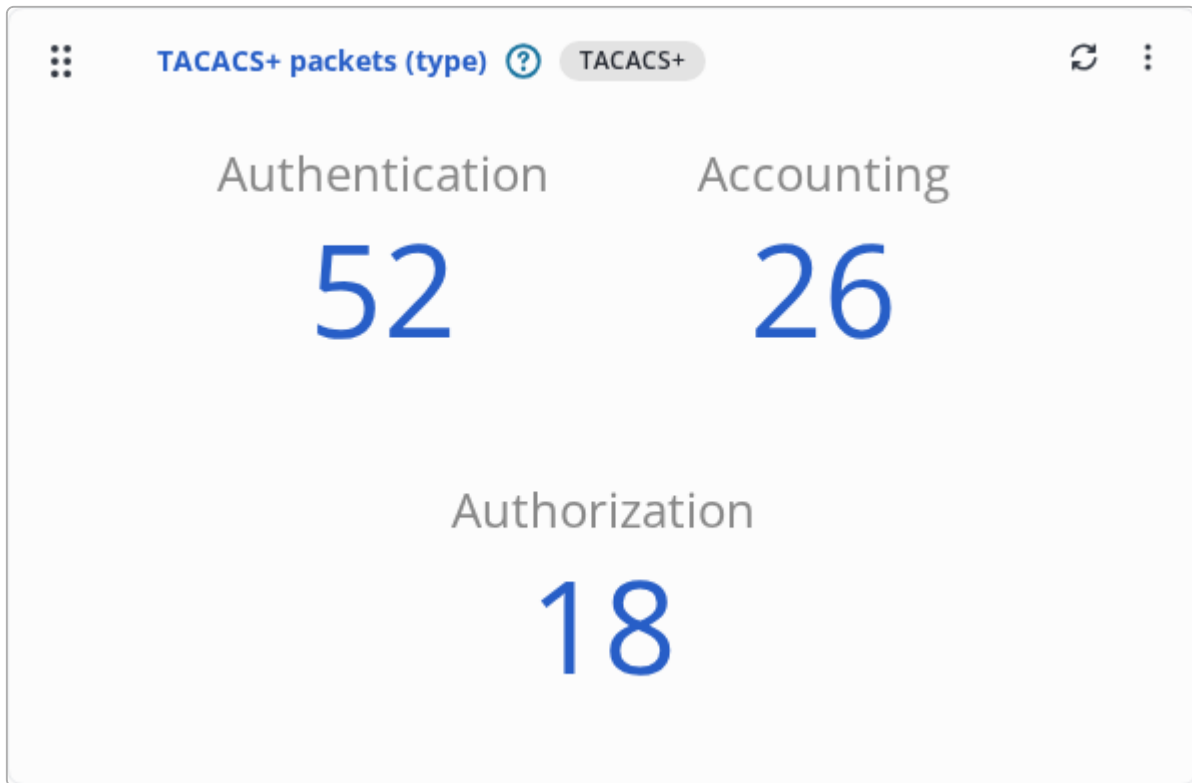 TACACS+ packets (type) ? TACACS+
Authentication Accounting
52 26
Authorization
18